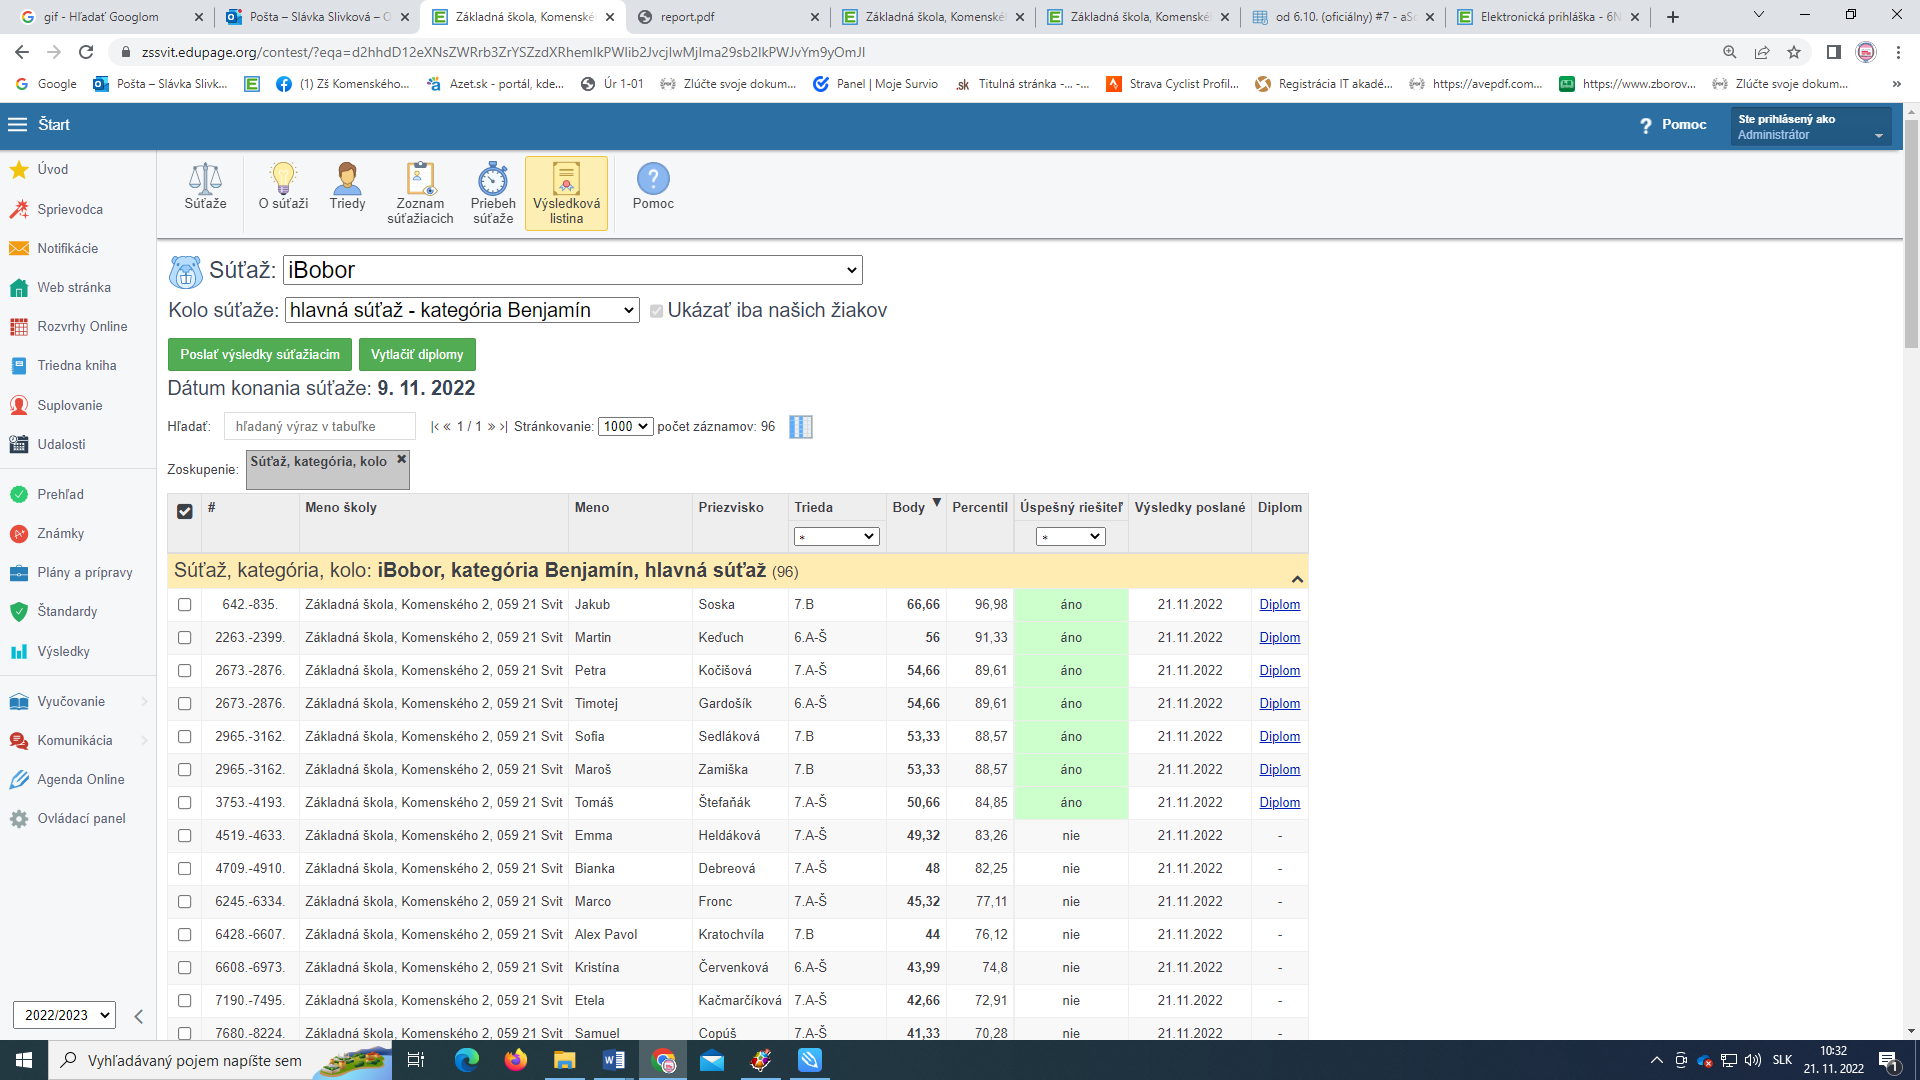 gif - Hľadať Googlom
Pošta – Slávka Slivková – O
Základná škola, Komenské
report.pdf
Základná škola, Komenské
Základná škola, Komenské
od 6.10. (oficiálny) #7 - aSc
Elektronická prihláška - 6N
Google
Pošta – Slávka Slivk...
(1) Zš Komenského...
Azet.sk - portál, kde...
Úr 1-01
Zlúčte svoje dokum...
Panel | Moje Survio
.sk Titulná stránka -... -...
Strava Cyclist Profil...
Registrácia IT akadé...
https://avepdf.com...
https://www.zborov...
Zlúčte svoje dokum...
Štart
Pomoc
Ste prihlásený ako
Administrátor
Úvod
Sprievodca
Notifikácie
Web stránka
Rozvrhy Online
Triedna kniha
Suplovanie
Udalosti
Prehľad
Známky
Plány a prípravy
Štandardy
Výsledky
Vyučovanie
Komunikácia
Agenda Online
Ovládací panel
2022/2023
Súťaže
O súťaži
Triedy
Zoznam súťažiacich
Priebeh súťaže
Výsledková listina
Pomoc
Súťaž: iBobor
Kolo súťaže: hlavná súťaž - kategória Benjamín Ukázať iba našich žiakov
Poslať výsledky súťažiacim Vytlačiť diplomy
Dátum konania súťaže: 9. 11. 2022
Hľadať: hľadaný výraz v tabuľke |< « 1 / 1 » >| Stránkovanie: 1000 počet záznamov: 96
Zoskupenie: Súťaž, kategória, kolo
# Meno školy Meno Priezvisko Trieda Body Percentil Úspešný riešiteľ Výsledky poslané Diplom
* *
Súťaž, kategória, kolo: iBobor, kategória Benjamín, hlavná súťaž (96)
642.-835. Základná škola, Komenského 2, 059 21 Svit Jakub Soska 7.B 66,66 96,98 áno 21.11.2022 Diplom
2263.-2399. Základná škola, Komenského 2, 059 21 Svit Martin Keďuch 6.A-Š 56 91,33 áno 21.11.2022 Diplom
2673.-2876. Základná škola, Komenského 2, 059 21 Svit Petra Kočišová 7.A-Š 54,66 89,61 áno 21.11.2022 Diplom
2673.-2876. Základná škola, Komenského 2, 059 21 Svit Timotej Gardošík 6.A-Š 54,66 89,61 áno 21.11.2022 Diplom
2965.-3162. Základná škola, Komenského 2, 059 21 Svit Sofia Sedláková 7.B 53,33 88,57 áno 21.11.2022 Diplom
2965.-3162. Základná škola, Komenského 2, 059 21 Svit Maroš Zamiška 7.B 53,33 88,57 áno 21.11.2022 Diplom
3753.-4193. Základná škola, Komenského 2, 059 21 Svit Tomáš Štefaňák 7.A-Š 50,66 84,85 áno 21.11.2022 Diplom
4519.-4633. Základná škola, Komenského 2, 059 21 Svit Emma Heldáková 7.A-Š 49,32 83,26 nie 21.11.2022 -
4709.-4910. Základná škola, Komenského 2, 059 21 Svit Bianka Debreová 7.A-Š 48 82,25 nie 21.11.2022 -
6245.-6334. Základná škola, Komenského 2, 059 21 Svit Marco Fronc 7.A-Š 45,32 77,11 nie 21.11.2022 -
6428.-6607. Základná škola, Komenského 2, 059 21 Svit Alex Pavol Kratochvíla 7.B 44 76,12 nie 21.11.2022 -
6608.-6973. Základná škola, Komenského 2, 059 21 Svit Kristína Červenková 6.A-Š 43,99 74,8 nie 21.11.2022 -
7190.-7495. Základná škola, Komenského 2, 059 21 Svit Etela Kačmarčíková 7.A-Š 42,66 72,91 nie 21.11.2022 -
7680.-8224. Základná škola, Komenského 2, 059 21 Svit Samuel Copúš 7.A-Š 41,33 70,28 nie 21.11.2022 -
Vyhľadávaný pojem napíšte sem
SLK
10:32
21. 11. 2022
1